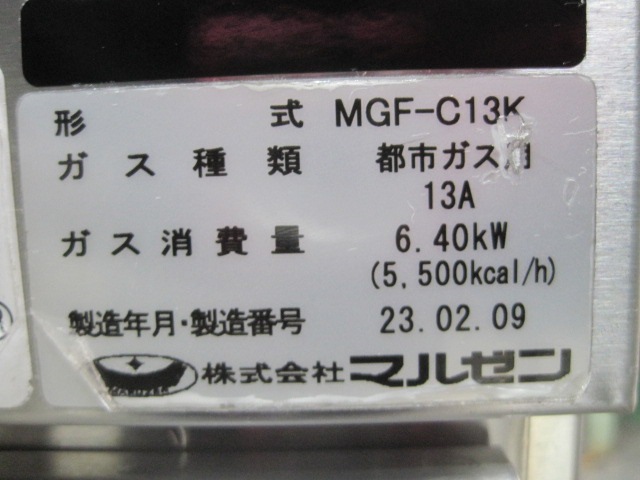 形式 MGF-C13K
ガス種類 都市ガス用
13A
ガス消費量 6.40kW
(5,500kcal/h)
製造年月・製造番号 23.02.09
MARUZEN 株式会社マルゼン